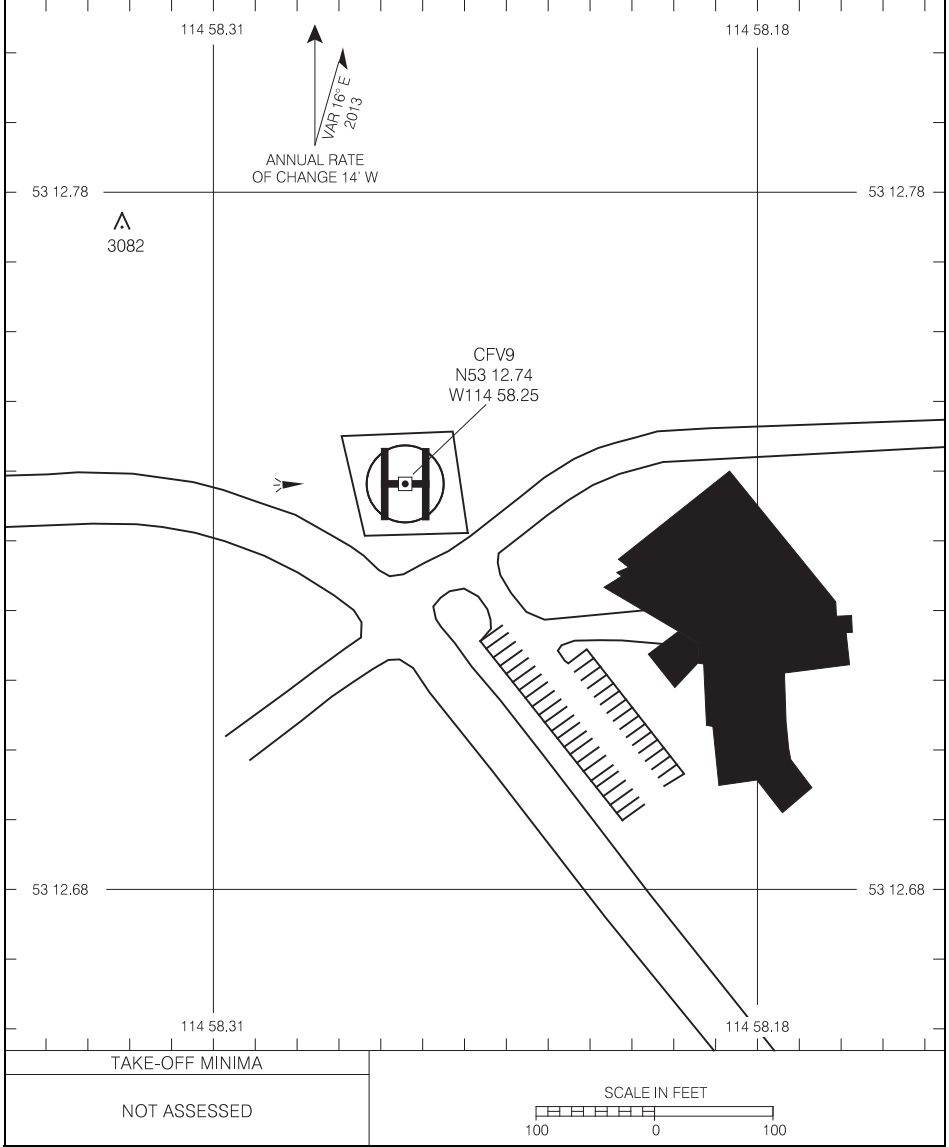 114 58.31
114 58.18
VAR 16° E
2013
ANNUAL RATE
OF CHANGE 14' W
53 12.78
53 12.78
3082
CFV9
N53 12.74
W114 58.25
53 12.68
53 12.68
114 58.31
114 58.18
TAKE-OFF MINIMA
NOT ASSESSED
SCALE IN FEET
100 0 100